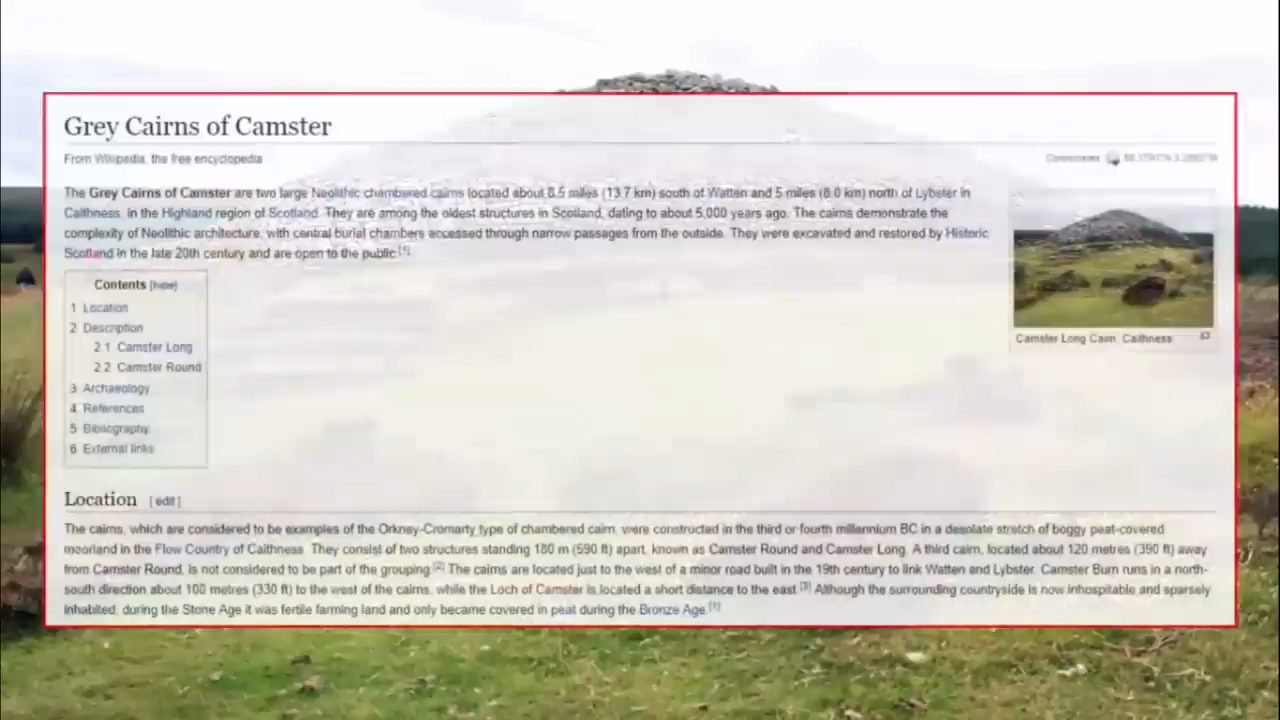 Grey Cairns of Camster
From Wikipedia, the free encyclopedia
Coordinates
The Grey Cairns of Camster are two large Neolithic chambered cairns located about 8.5 miles (13.7 km) south of Watten and 5 miles (8.0 km) north of Lybster in
Caithness, in the Highland region of Scotland. They are among the oldest structures in Scotland, dating to about 5,000 years ago. The cairns demonstrate the
complexity of Neolithic architecture, with central burial chambers accessed through narrow passages from the outside. They were excavated and restored by Historic
Scotland in the late 20th century and are open to the public.[1]
Camster Long Cairn, Caithness
Contents [hide]
1 Location
2 Description
2.1 Camster Long
2.2 Camster Round
3 Archaeology
4 References
5 Bibliography
6 External links
Location [ edit ]
The cairns, which are considered to be examples of the Orkney-Cromarty type of chambered cairn, were constructed in the third or fourth millennium BC in a desolate stretch of boggy peat-covered
moorland in the Flow Country of Caithness. They consist of two structures standing 180 m (590 ft) apart, known as Camster Round and Camster Long. A third cairn, located about 120 metres (390 ft) away
from Camster Round, is not considered to be part of the grouping.[2] The cairns are located just to the west of a minor road built in the 19th century to link Watten and Lybster. Camster Burn runs in a north-
south direction about 100 metres (330 ft) to the west of the cairns, while the Loch of Camster is located a short distance to the east.[3] Although the surrounding countryside is now inhospitable and sparsely
inhabited, during the Stone Age it was fertile farming land and only became covered in peat during the Bronze Age.[1]